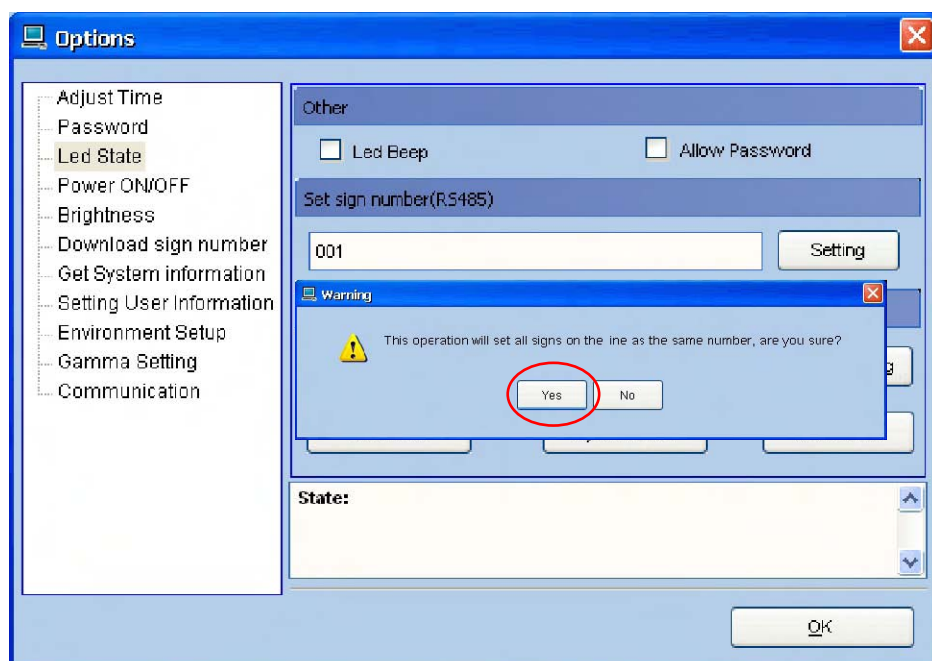 Options
Adjust Time
Password
Led State
Power ON/OFF
Brightness
Download sign number
Get System information
Setting User Information
Environment Setup
Gamma Setting
Communication
Other
Led Beep Allow Password
Set sign number(RS485)
001 Setting
Warning
This operation will set all signs on the ine as the same number, are you sure?
Yes No
State:
OK